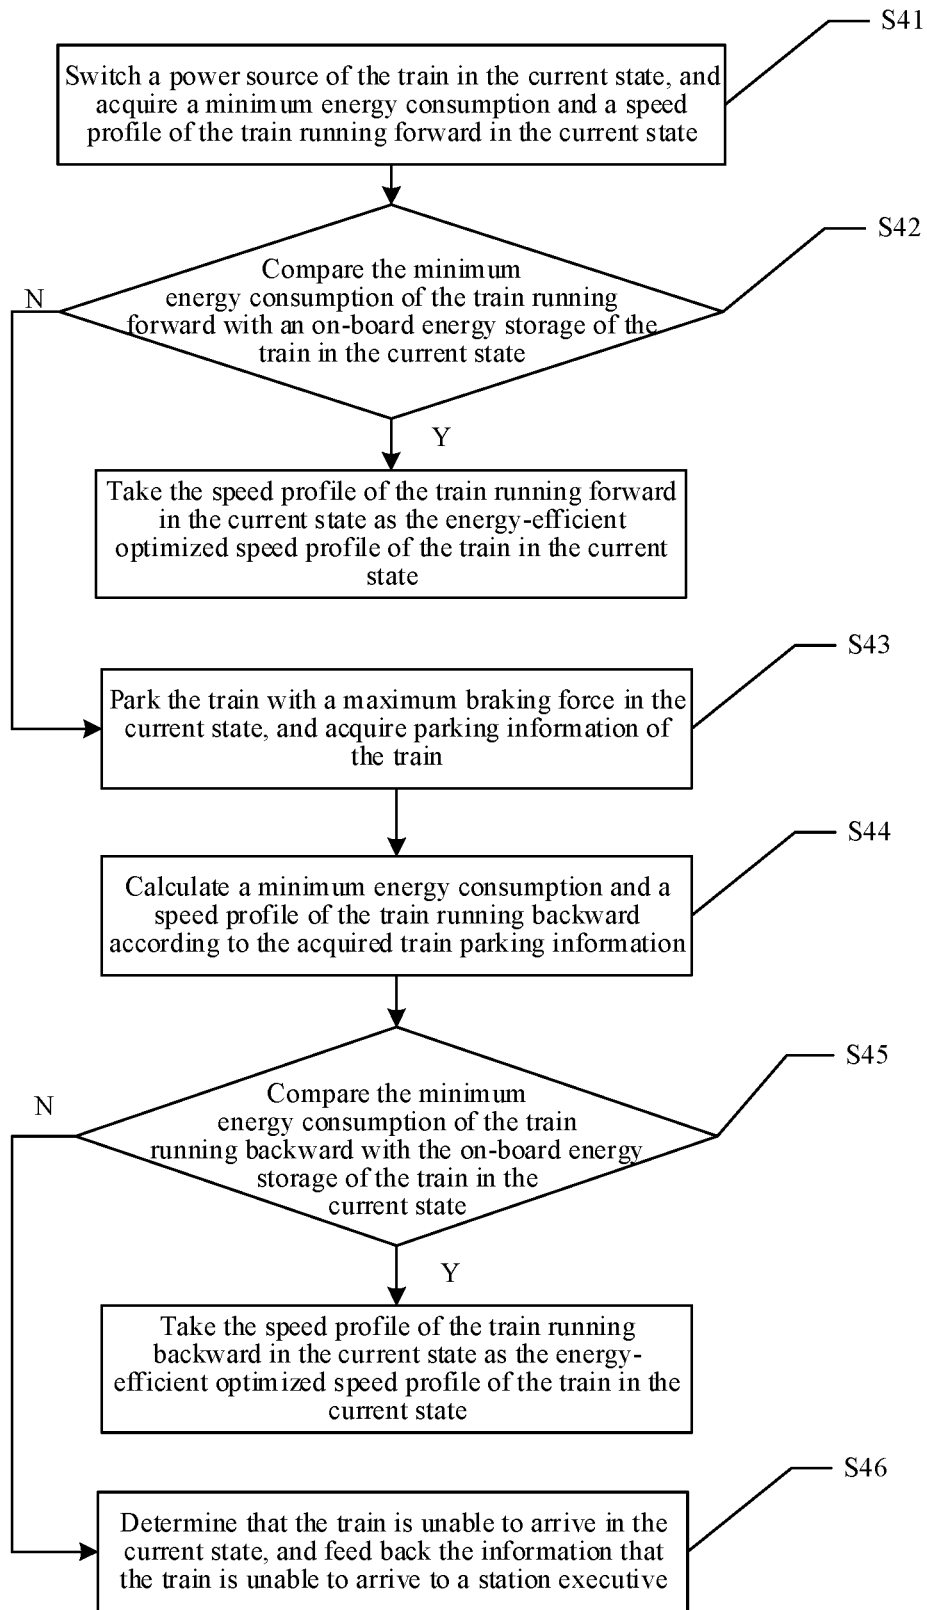 S41
Switch a power source of the train in the current state, and
acquire a minimum energy consumption and a speed
profile of the train running forward in the current state
S42
Compare the minimum
energy consumption of the train running
forward with an on-board energy storage of the
train in the current state
N
Y
Take the speed profile of the train running forward
in the current state as the energy-efficient
optimized speed profile of the train in the current
state
S43
Park the train with a maximum braking force in the
current state, and acquire parking information of
the train
S44
Calculate a minimum energy consumption and a
speed profile of the train running backward
according to the acquired train parking information
S45
Compare the minimum
energy consumption of the train
running backward with the on-board energy
storage of the train in the
current state
N
Y
Take the speed profile of the train running
backward in the current state as the energy-
efficient optimized speed profile of the train in the
current state
S46
Determine that the train is unable to arrive in the
current state, and feed back the information that
the train is unable to arrive to a station executive